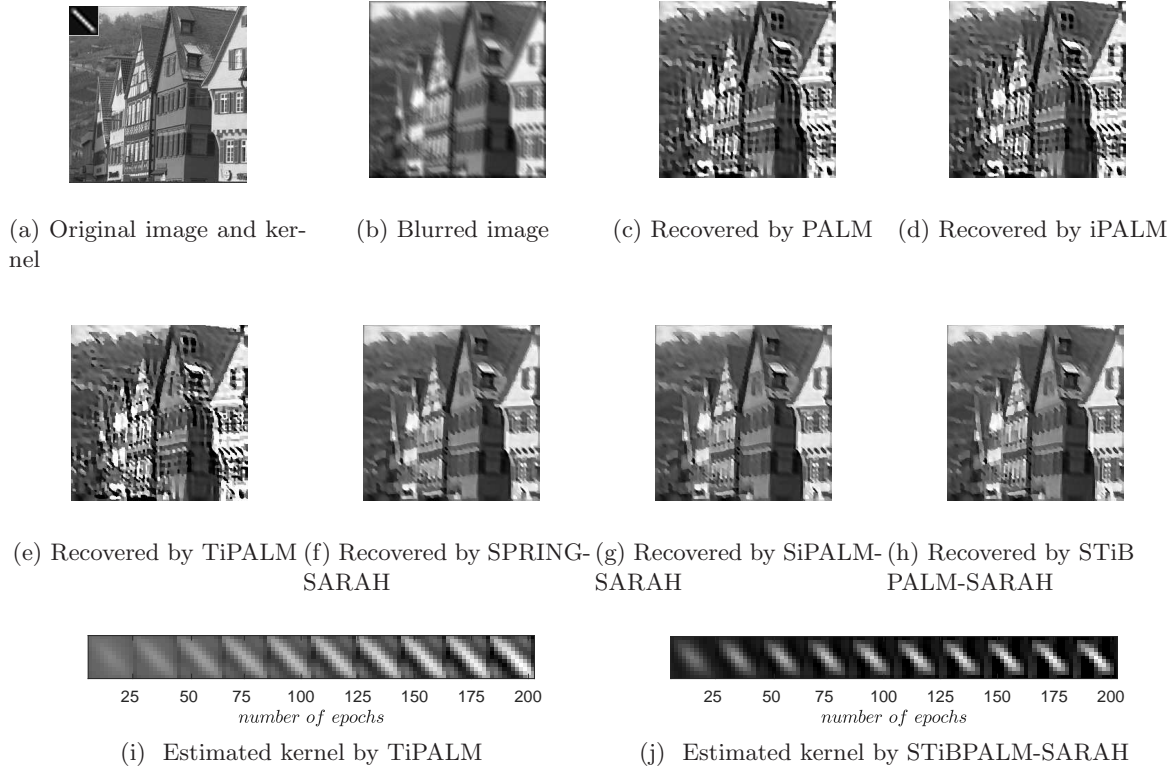 (a) Original image and ker-
nel
(b) Blurred image
(c) Recovered by PALM
(d) Recovered by iPALM
(e) Recovered by TiPALM
(f) Recovered by SPRING-
SARAH
(g) Recovered by SiPALM-
SARAH
(h) Recovered by STiB
PALM-SARAH
25 50 75 100 125 150 175 200
number of epochs
(i) Estimated kernel by TiPALM
25 50 75 100 125 150 175 200
number of epochs
(j) Estimated kernel by STiBPALM-SARAH